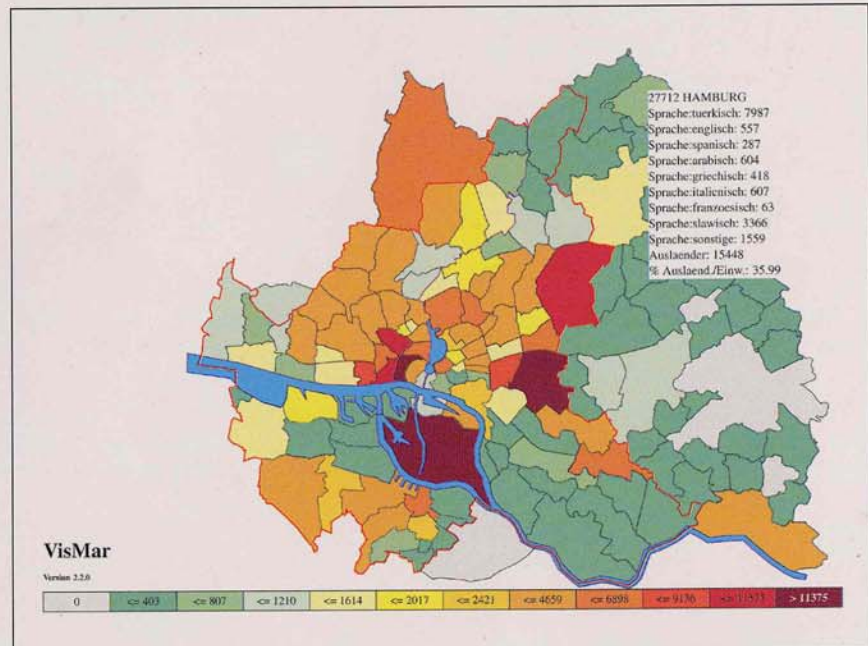 27712 HAMBURG
Sprache:tuerkisch: 7987
Sprache:englisch: 557
Sprache:spanisch: 287
Sprache:arabisch: 604
Sprache:griechisch: 418
Sprache:italienisch: 607
Sprache:franzoesisch: 63
Sprache:slawisch: 3366
Sprache:sonstige: 1559
Auslaender: 15448
% Auslaend./Einw.: 35.99
VisMar
Version 2.2.0
0 <= 403 <= 807 <= 1210 <= 1614 <= 2017 <= 2421 <= 4659 <= 6898 <= 9136 <= > 11375